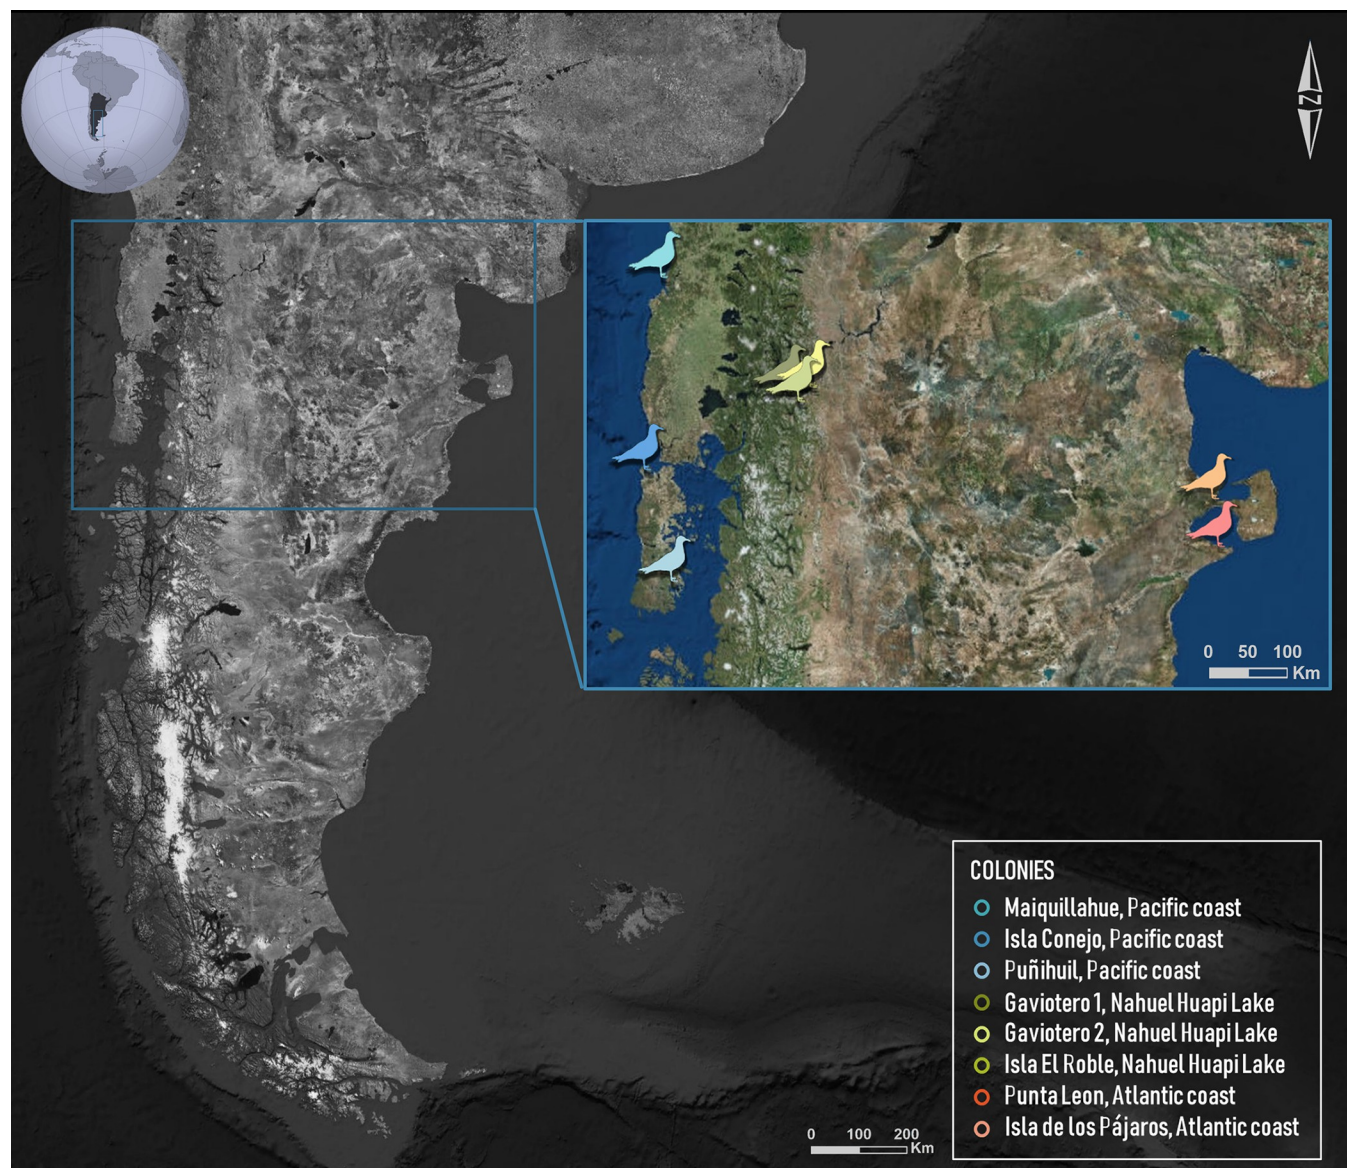 N
0 50 100
Km
COLONIES
Maiquillahue, Pacific coast
Isla Conejo, Pacific coast
Puñihuil, Pacific coast
Gaviotero 1, Nahuel Huapi Lake
Gaviotero 2, Nahuel Huapi Lake
Isla El Roble, Nahuel Huapi Lake
Punta Leon, Atlantic coast
Isla de los Pájaros, Atlantic coast
0 100 200
Km